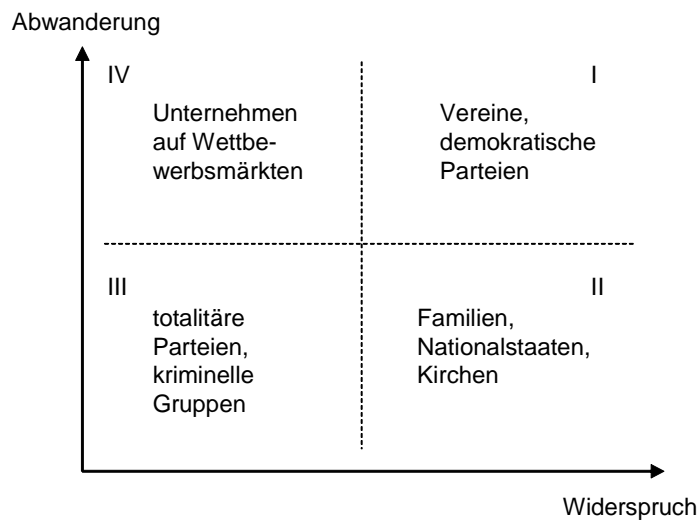 Abwanderung
IV
I
Unternehmen
auf Wettbe-
werbsmärkten
Vereine,
demokratische
Parteien
III
II
totalitäre
Parteien,
kriminelle
Gruppen
Familien,
Nationalstaaten,
Kirchen
Widerspruch